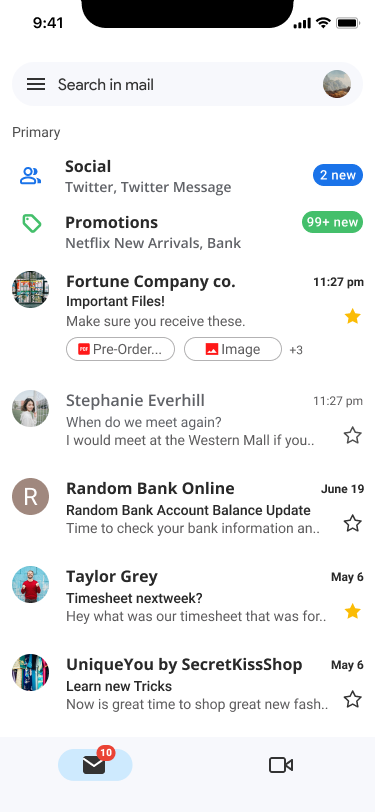 9:41
Search in mail
Primary
Social
2 new
Twitter, Twitter Message
Promotions
99+ new
Netflix New Arrivals, Bank
Fortune Company co.
11:27 pm
Important Files!
Make sure you receive these.
PDF
Pre-Order...
Image
+3
Stephanie Everhill
11:27 pm
When do we meet again?
I would meet at the Western Mall if you..
R
Random Bank Online
June 19
Random Bank Account Balance Update
Time to check your bank information an..
Taylor Grey
May 6
Timesheet nextweek?
Hey what was our timesheet that was for..
UniqueYou by SecretKissShop
May 6
Learn new Tricks
Now is great time to shop great new fash..
10